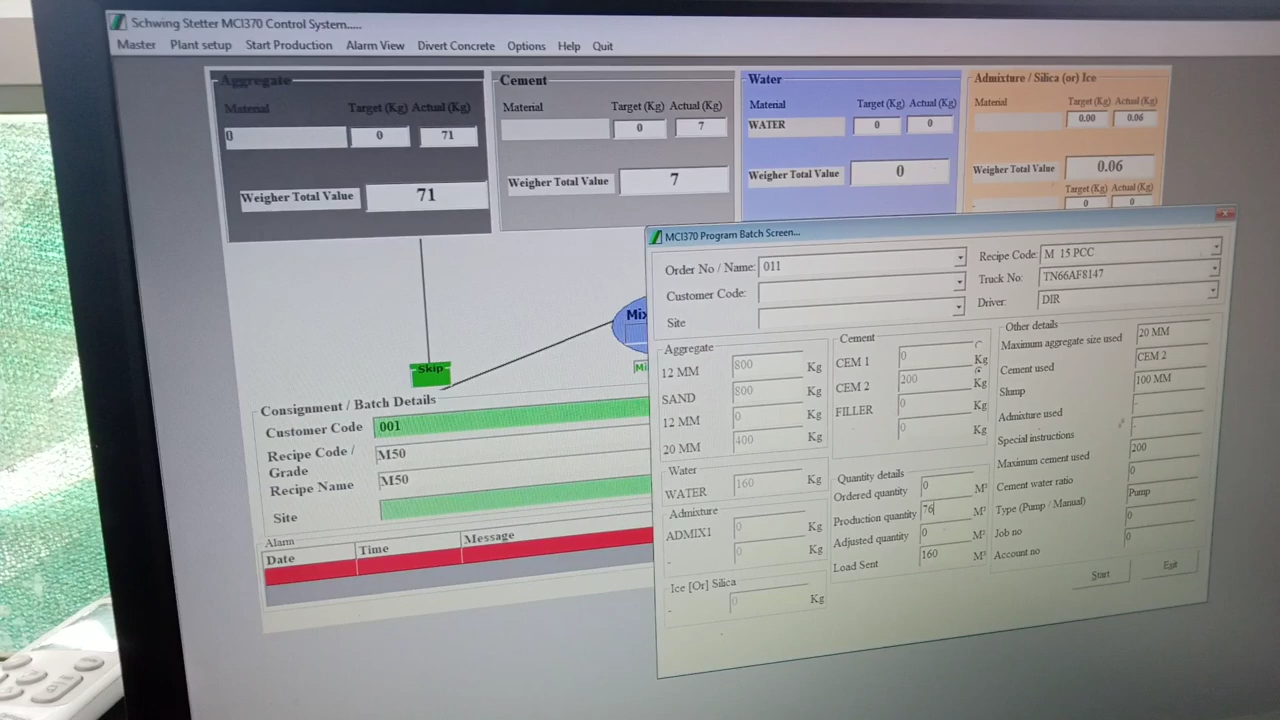 Schwing Stetter MCI370 Control System.....
Master Plant setup Start Production Alarm View Divert Concrete Options Help Quit
Aggregate
Material Target (Kg) Actual (Kg)
0 0 71
Weigher Total Value 71
Cement
Material Target (Kg) Actual (Kg)
0 7
Weigher Total Value 7
Water
Material Target (Kg) Actual (Kg)
WATER 0 0
Weigher Total Value 0
Admixture / Silica (or) Ice
Material Target (Kg) Actual (Kg)
0.00 0.06
Weigher Total Value 0.06
Target (Kg) Actual (Kg)
0 0
Skip
Consignment / Batch Details
Customer Code 001
Recipe Code / Grade M50
Recipe Name M50
Site
Alarm
Date Time Message
MCI370 Program Batch Screen...
Order No / Name: 011
Customer Code:
Site
Recipe Code: M 15 PCC
Truck No: TN66AF8147
Driver: DIR
Aggregate
12 MM 800 Kg
SAND 800 Kg
12 MM 0 Kg
20 MM 400 Kg
Water
WATER 160 Kg
Admixture
ADMIX1 0 Kg
- 0 Kg
Ice [Or] Silica
- 0 Kg
Cement
CEM 1 0 Kg
CEM 2 200 Kg
FILLER 0 Kg
0 Kg
Quantity details
Ordered quantity 0 M³
Production quantity 76 M³
Adjusted quantity 0 M³
Load Sent 160 M³
Other details
Maximum aggregate size used 20 MM
Cement used CEM 2
Slump 100 MM
Admixture used -
Special instructions -
Maximum cement used 200
Cement water ratio 0
Type (Pump / Manual) Pump
Job no 0
Account no 0
Start Exit